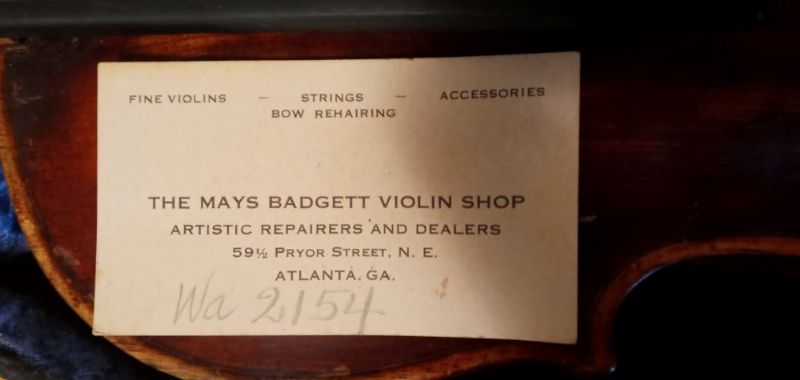 FINE VIOLINS — STRINGS — ACCESSORIES
BOW REHAIRING
THE MAYS BADGETT VIOLIN SHOP
ARTISTIC REPAIRERS AND DEALERS
59½ PRYOR STREET, N. E.
ATLANTA, GA.
Wa 2154